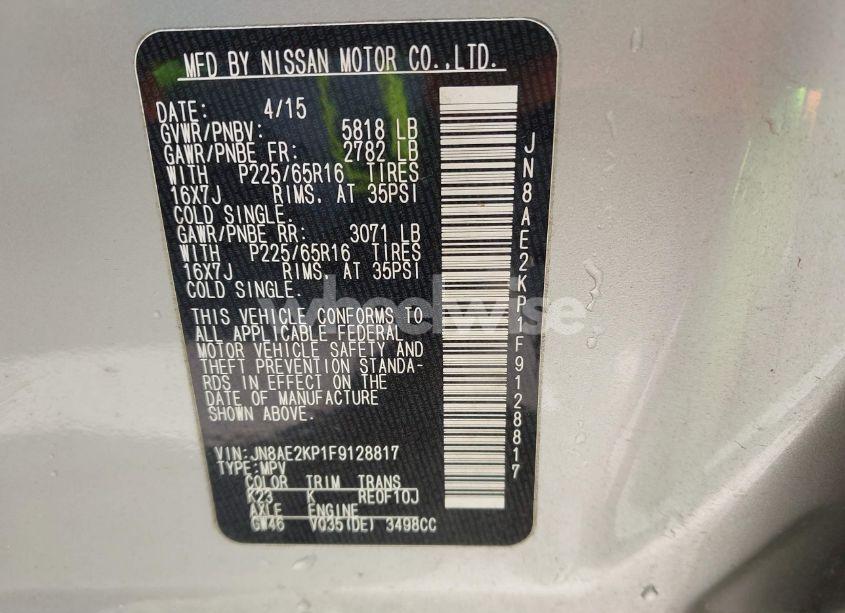 MFD BY NISSAN MOTOR CO.,LTD.
DATE: 4/15
GVWR/PNBV: 5818 LB
GAWR/PNBE FR: 2782 LB
WITH P225/65R16 TIRES
16X7J RIMS, AT 35PSI
COLD SINGLE.
GAWR/PNBE RR: 3071 LB
WITH P225/65R16 TIRES
16X7J RIMS, AT 35PSI
COLD SINGLE.
THIS VEHICLE CONFORMS TO
ALL APPLICABLE FEDERAL
MOTOR VEHICLE SAFETY AND
THEFT PREVENTION STANDA-
RDS IN EFFECT ON THE
DATE OF MANUFACTURE
SHOWN ABOVE.
VIN:JN8AE2KP1F9128817
TYPE:MPV
COLOR TRIM TRANS
K23 K RE0F10J
AXLE ENGINE
GW46 VQ35(DE) 3498CC
JN8AE2KP1F9128817
wheelwise